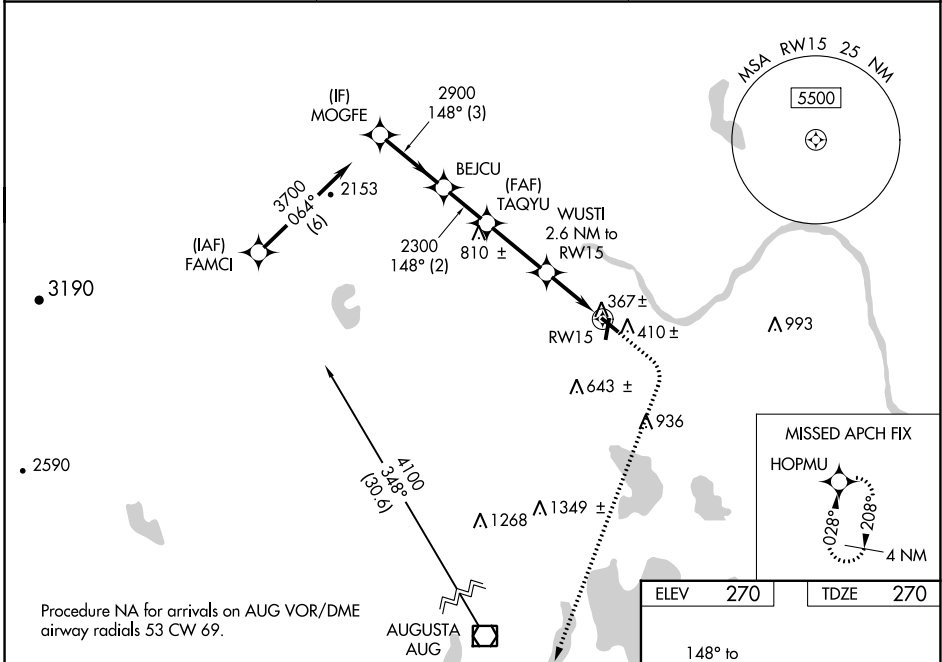 MSA RW15 25 NM
5500
(IF)
MOGFE
2900
148° (3)
BEJCU
(FAF)
TAQYU
3700
064°
(6)
2153
WUSTI
2.6 NM to
RW15
(IAF)
FAMCI
2300
148° (2)
810 ±
3190
367 ±
RW15
410 ±
993
643 ±
936
MISSED APCH FIX
HOPMU
028°
208°
4 NM
2590
4100
348°
(30.6)
1268
1349 ±
Procedure NA for arrivals on AUG VOR/DME
airway radials 53 CW 69.
AUGUSTA
AUG
ELEV 270
TDZE 270
148° to